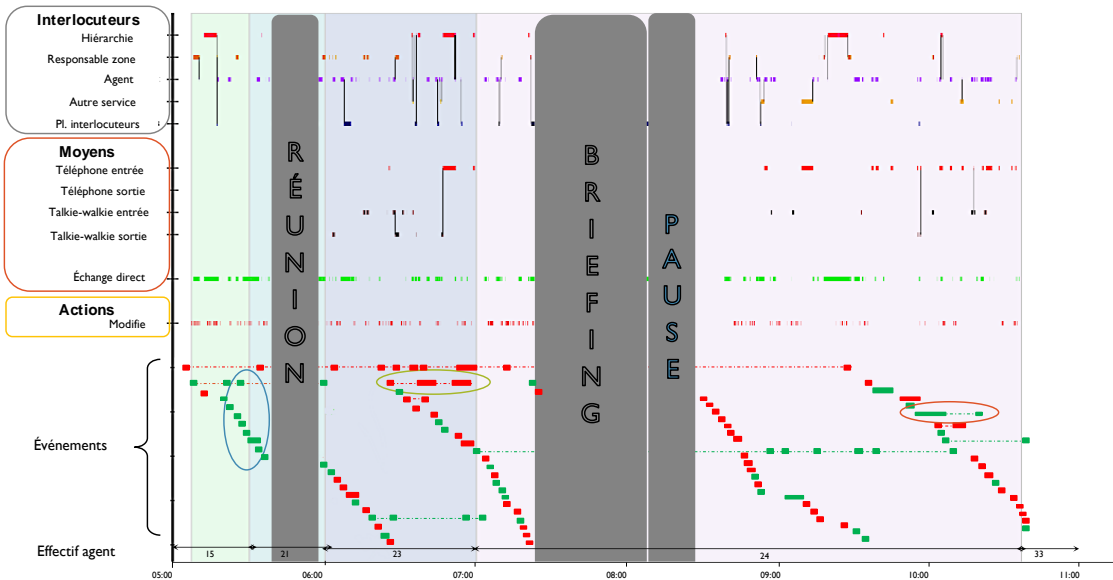 Interlocuteurs
Hiérarchie
Responsable zone
Agent
Autre service
Pl. interlocuteurs
Moyens
Téléphone entrée
Téléphone sortie
Talkie-walkie entrée
Talkie-walkie sortie
Échange direct
Actions
Modifie
Événements
Effectif agent
RÉUNION
BRIEFING
PAUSE
15
21
23
24
33
05:00
06:00
07:00
08:00
09:00
10:00
11:00